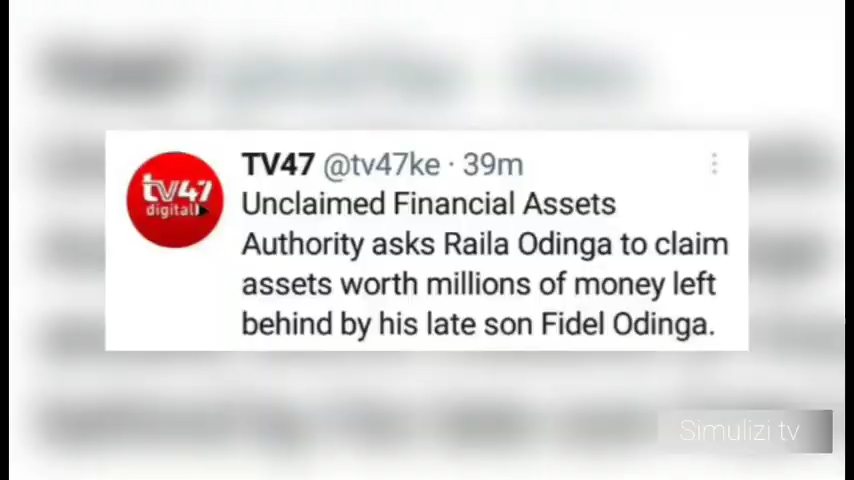 TV47 @tv47ke · 39m
Unclaimed Financial Assets
Authority asks Raila Odinga to claim
assets worth millions of money left
behind by his late son Fidel Odinga.
tv47
digital
Simulizi tv